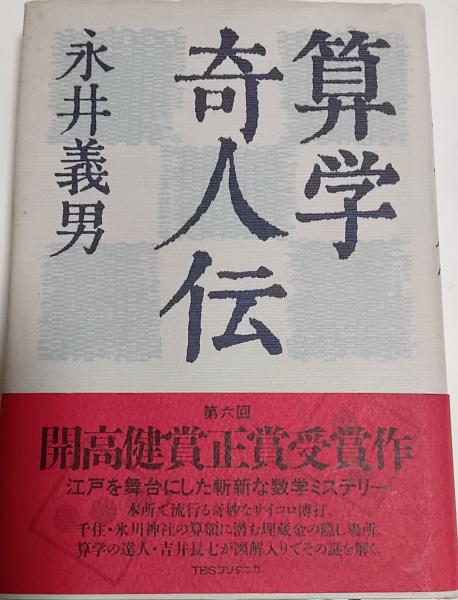 算学
奇人伝
永井義男
第六回
開高健賞正賞受賞作
江戸を舞台にした斬新な数学ミステリー
本所で流行る奇妙なサイコロ博打。
千住・氷川神社の算額に潜む埋蔵金の隠し場所。
算学の達人・吉井長七が図解入りでその謎を解く。
TBSブリタニカ